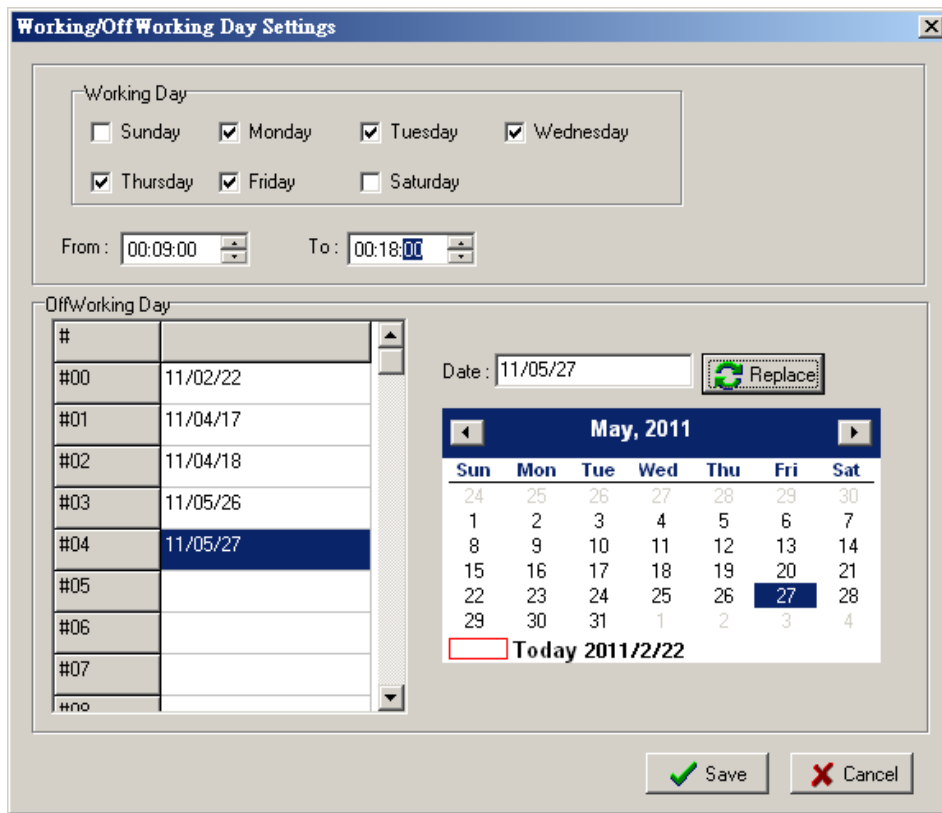 Working/OffWorking Day Settings
Working Day
Sunday Monday Tuesday Wednesday
Thursday Friday Saturday
From : 00:09:00 To : 00:18:00
OffWorking Day
#
#00 11/02/22
#01 11/04/17
#02 11/04/18
#03 11/05/26
#04 11/05/27
#05
#06
#07
Date : 11/05/27 Replace
May, 2011
Sun Mon Tue Wed Thu Fri Sat
24 25 26 27 28 29 30
1 2 3 4 5 6 7
8 9 10 11 12 13 14
15 16 17 18 19 20 21
22 23 24 25 26 27 28
29 30 31 1 2 3 4
Today 2011/2/22
Save Cancel